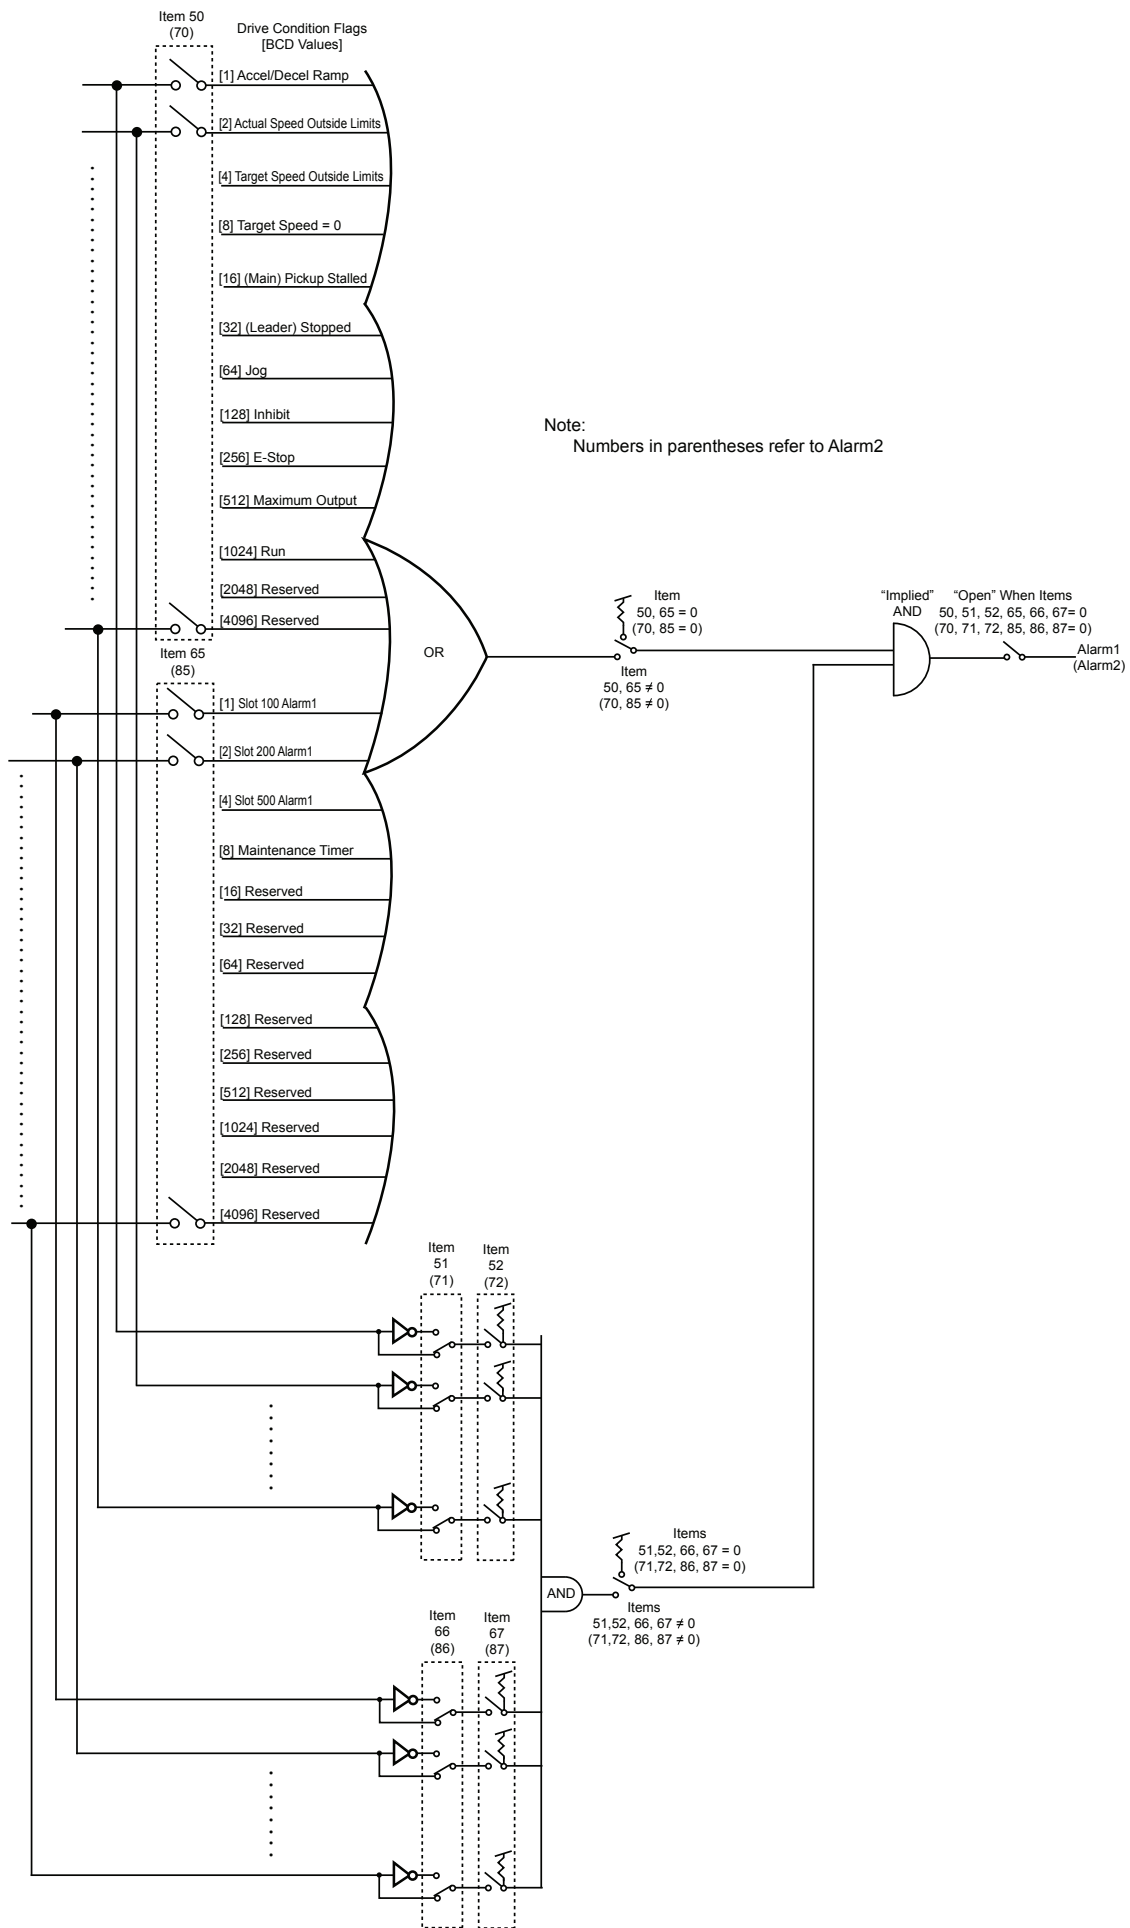 Item 50
(70)
Drive Condition Flags
[BCD Values]
[1] Accel/Decel Ramp
[2] Actual Speed Outside Limits
[4] Target Speed Outside Limits
[8] Target Speed = 0
[16] (Main) Pickup Stalled
[32] (Leader) Stopped
[64] Jog
[128] Inhibit
[256] E-Stop
[512] Maximum Output
[1024] Run
[2048] Reserved
[4096] Reserved
Note:
Numbers in parentheses refer to Alarm2
Item 65
(85)
[1] Slot 100 Alarm1
[2] Slot 200 Alarm1
[4] Slot 500 Alarm1
[8] Maintenance Timer
[16] Reserved
[32] Reserved
[64] Reserved
[128] Reserved
[256] Reserved
[512] Reserved
[1024] Reserved
[2048] Reserved
[4096] Reserved
OR
Item
50, 65 = 0
(70, 85 = 0)
Item
50, 65 ≠ 0
(70, 85 ≠ 0)
“Implied”
AND
“Open” When Items
50, 51, 52, 65, 66, 67= 0
(70, 71, 72, 85, 86, 87= 0)
Alarm1
(Alarm2)
Item
51
(71)
Item
52
(72)
AND
Items
51,52, 66, 67 = 0
(71,72, 86, 87 = 0)
Items
51,52, 66, 67 ≠ 0
(71,72, 86, 87 ≠ 0)
Item
66
(86)
Item
67
(87)